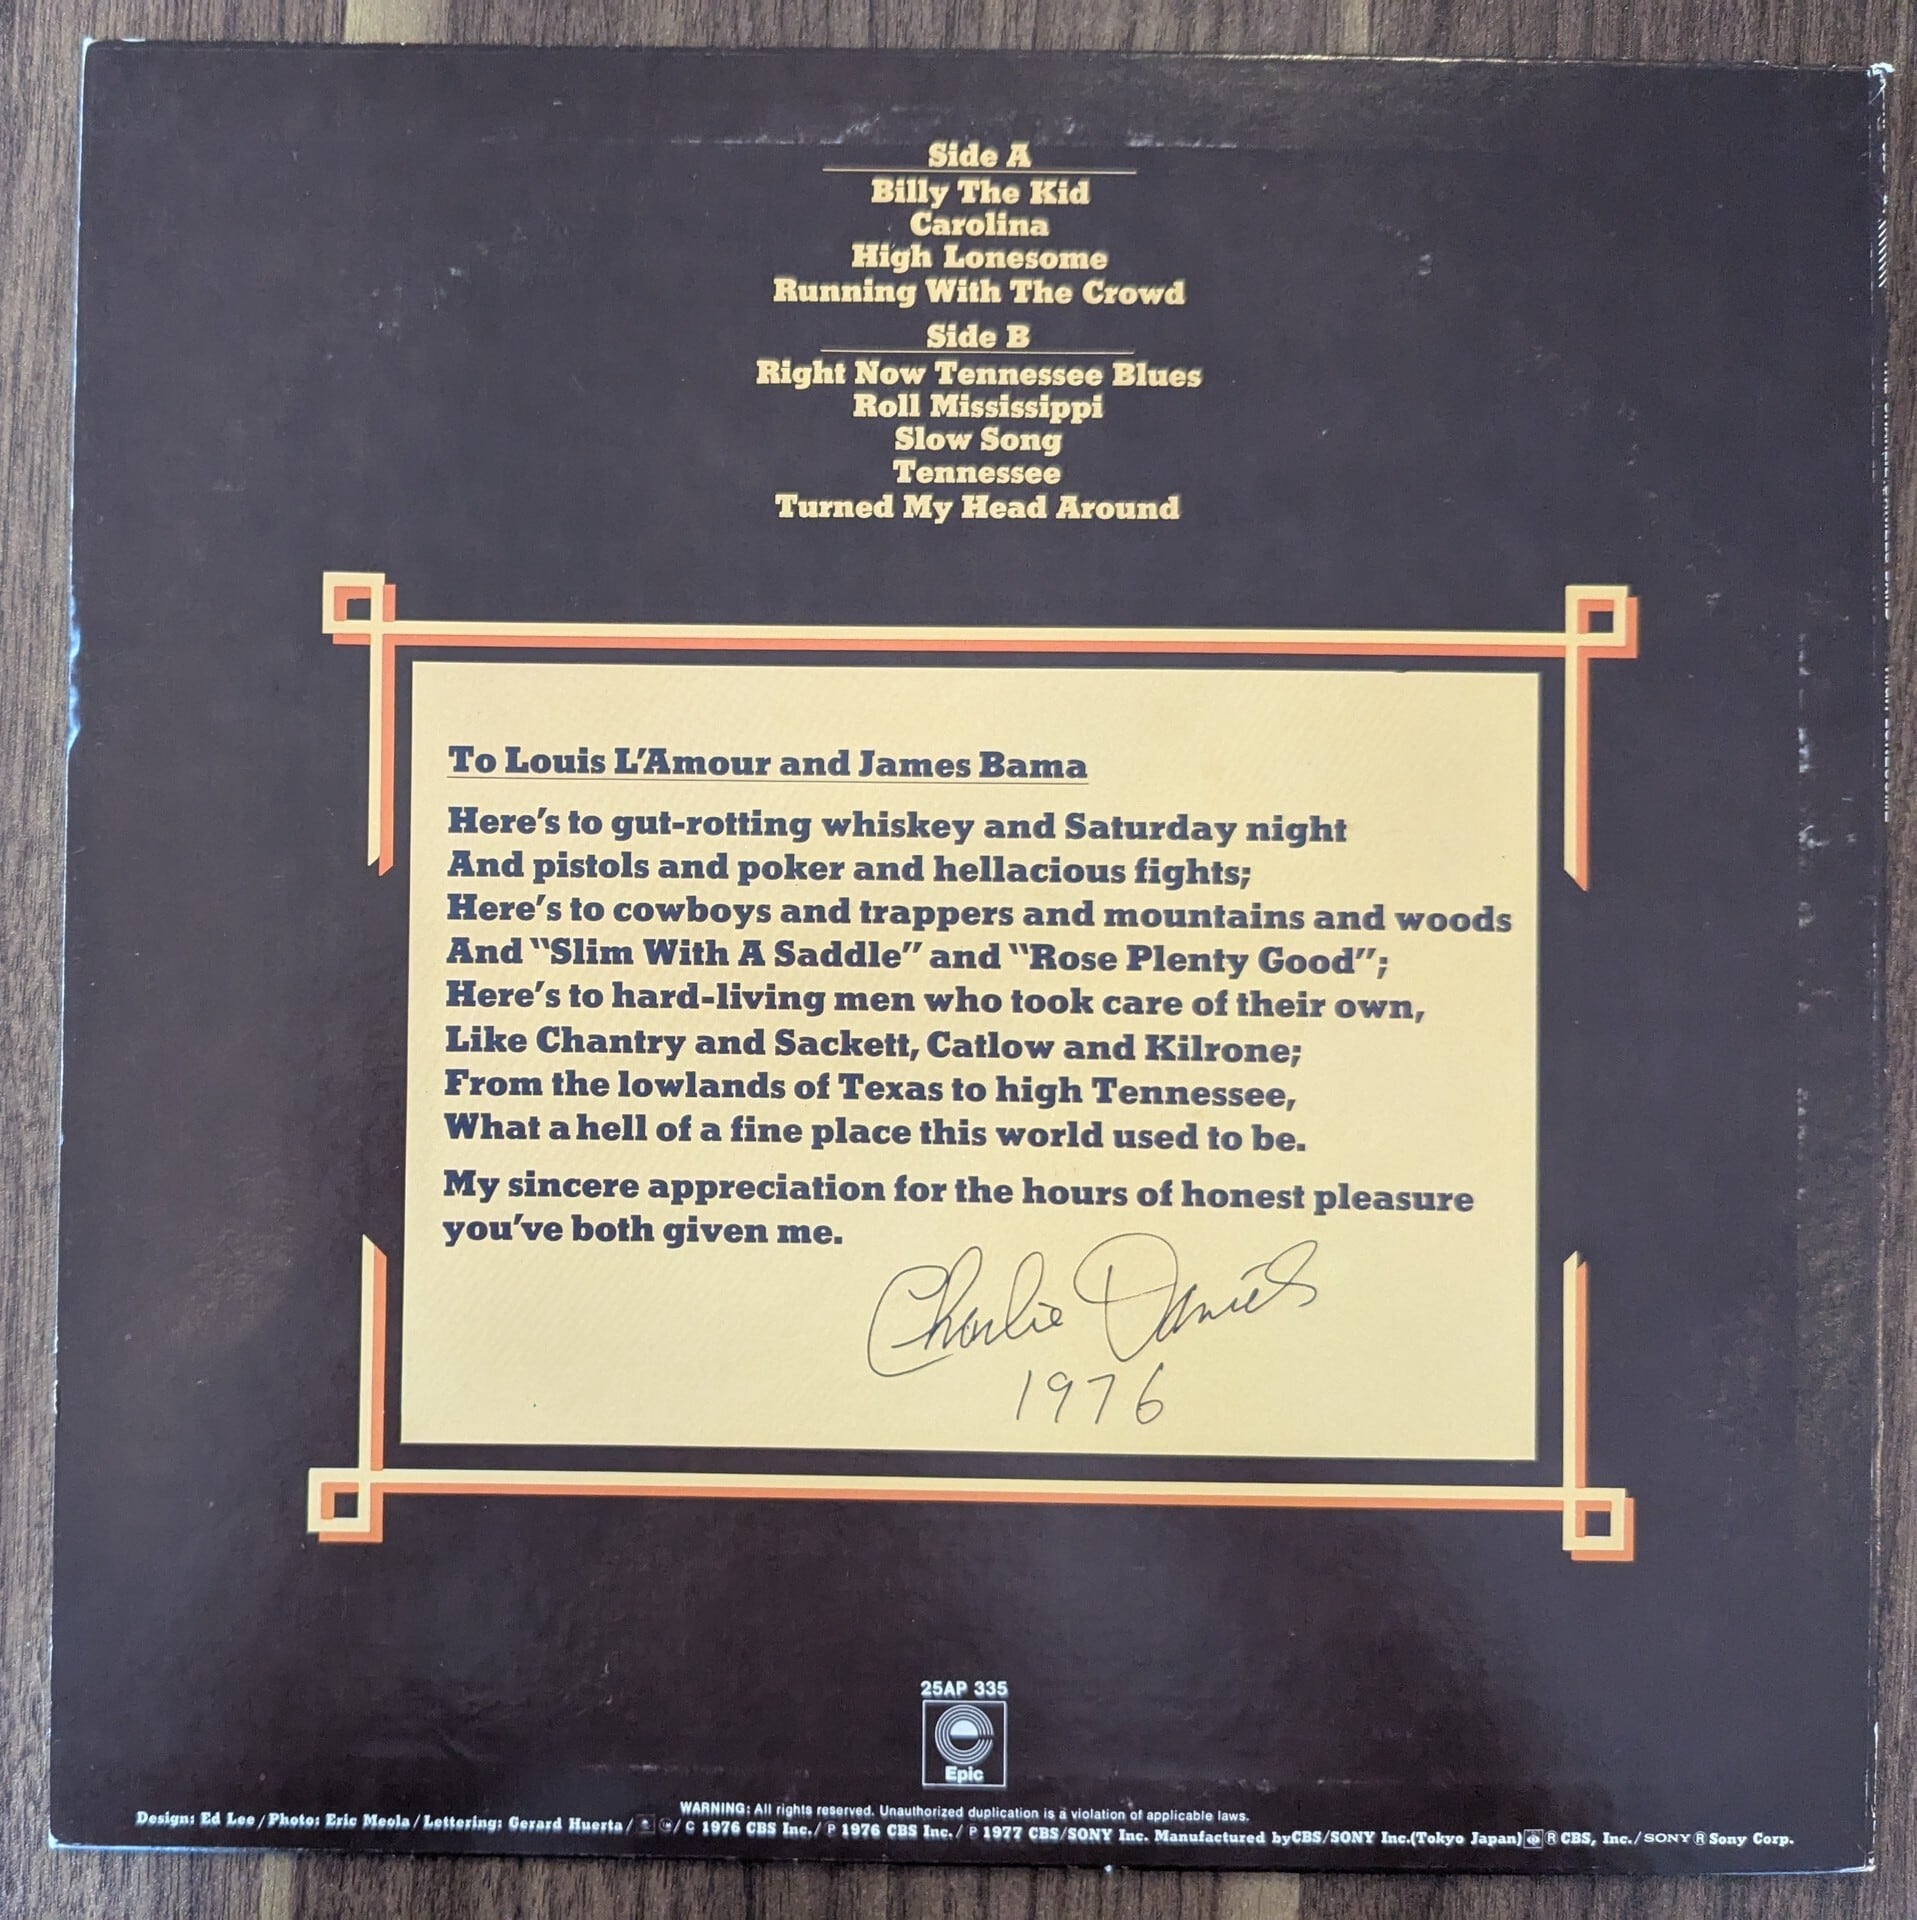 Side A
Billy The Kid
Carolina
High Lonesome
Running With The Crowd
Side B
Right Now Tennessee Blues
Roll Mississippi
Slow Song
Tennessee
Turned My Head Around
To Louis L'Amour and James Bama
Here's to gut-rotting whiskey and Saturday night
And pistols and poker and hellacious fights;
Here's to cowboys and trappers and mountains and woods
And "Slim With A Saddle" and "Rose Plenty Good";
Here's to hard-living men who took care of their own,
Like Chantry and Sackett, Catlow and Kilrone;
From the lowlands of Texas to high Tennessee,
What a hell of a fine place this world used to be.
My sincere appreciation for the hours of honest pleasure
you've both given me.
Charlie Daniels
1976
25AP 335
Epic
WARNING: All rights reserved. Unauthorized duplication is a violation of applicable laws.
Design: Ed Lee / Photo: Eric Meola / Lettering: Gerard Huerta / / C 1976 CBS Inc. / P 1976 CBS Inc. / P 1977 CBS/SONY Inc. Manufactured by CBS/SONY Inc. (Tokyo Japan) ® CBS, Inc. / SONY ® Sony Corp.